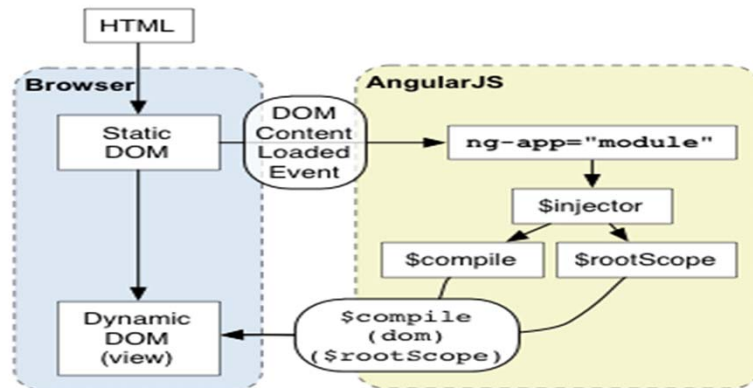 HTML
Browser
AngularJS
Static
DOM
DOM
Content
Loaded
Event
ng-app="module"
$injector
$compile
$rootScope
Dynamic
DOM
(view)
$compile
(dom)
($rootScope)